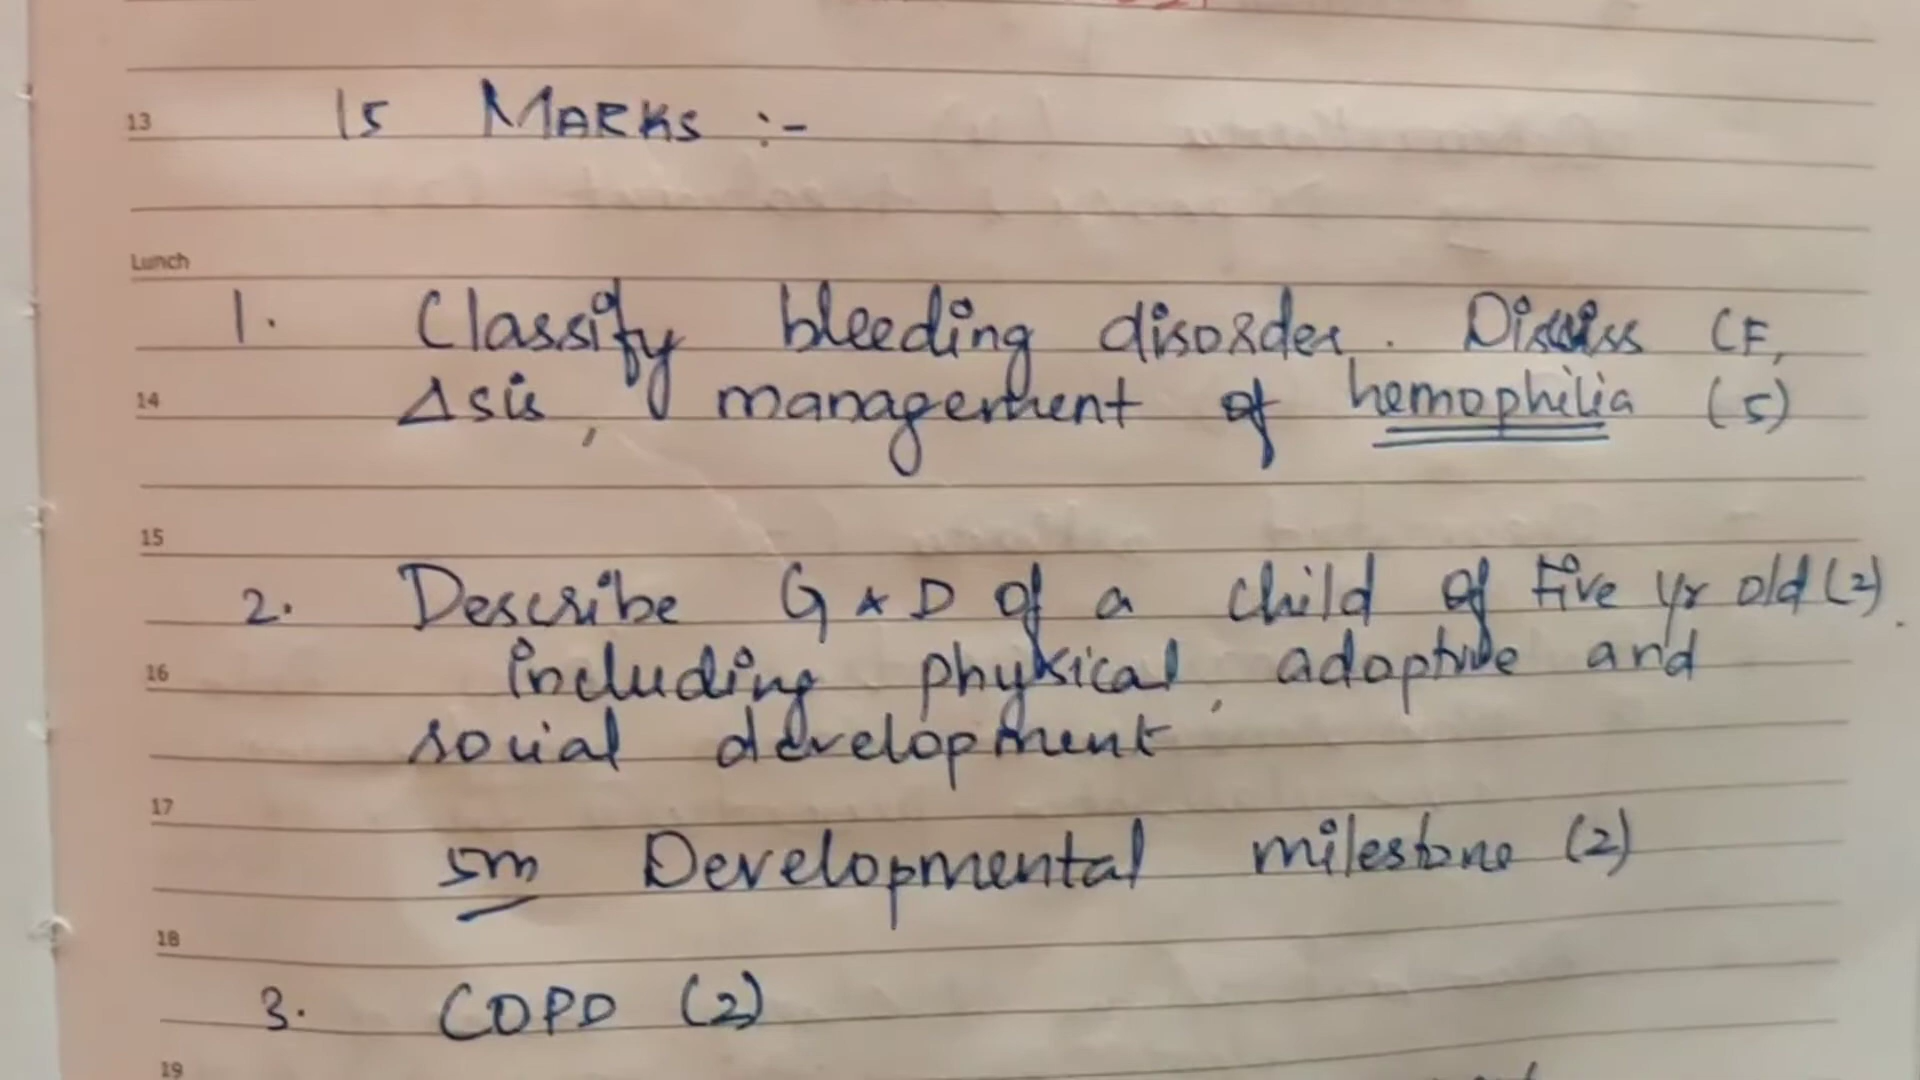 13 15 MARKS :-
Lunch
1. Classify bleeding disorder. Discuss CF,
14 Δsis, management of hemophilia (5)
15
2. Describe G & D of a child of five yr old (2)
16 including physical, adaptive and
social development
17
5m Developmental milestone (2)
18
3. COPD (2)
19